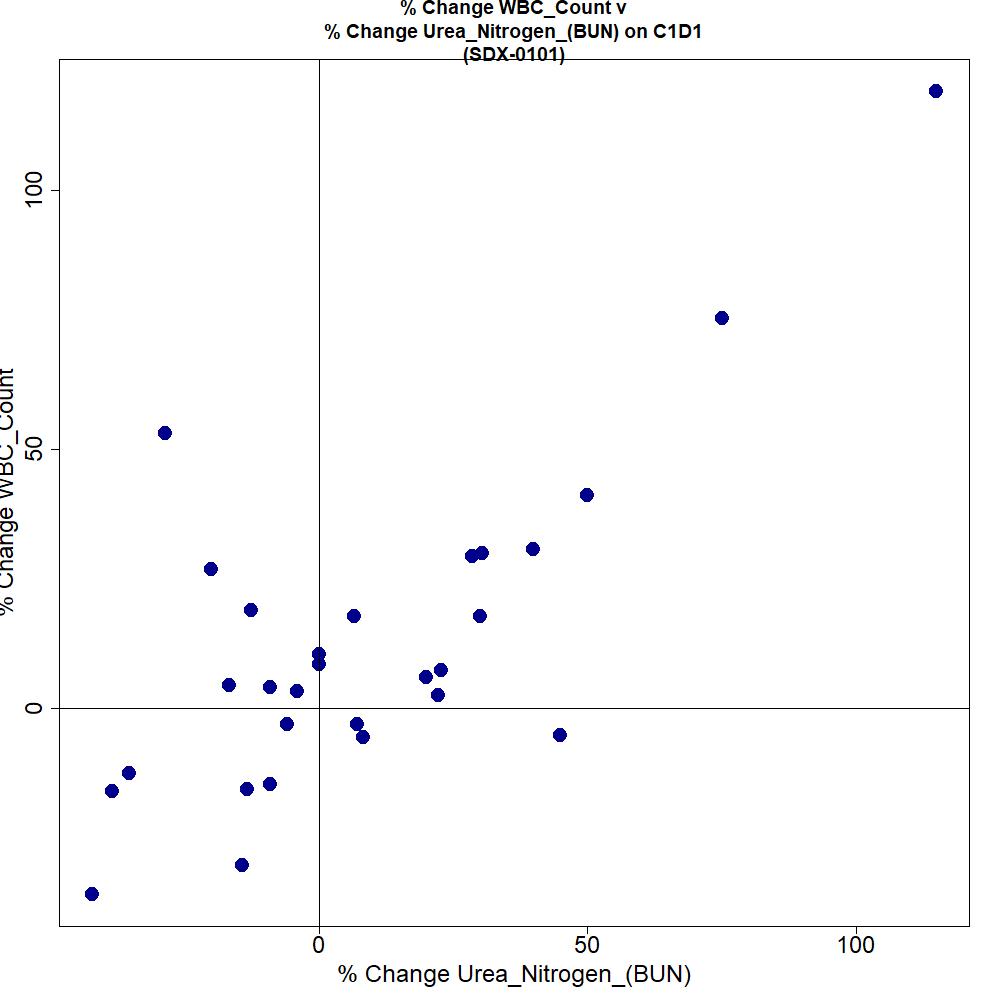 % Change WBC_Count v
% Change Urea_Nitrogen_(BUN) on C1D1
(SDX-0101)
% Change WBC_Count
100
50
0
0 50 100
% Change Urea_Nitrogen_(BUN)